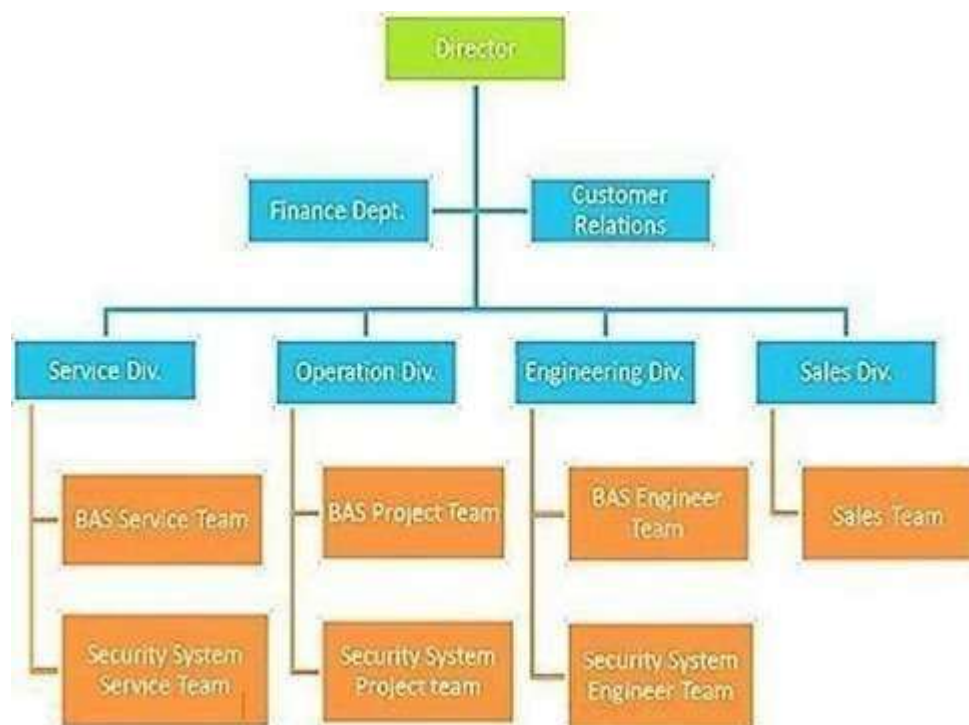 Director
Finance Dept.
Customer
Relations
Service Div.
Operation Div.
Engineering Div.
Sales Div.
BAS Service Team
BAS Project Team
BAS Engineer
Team
Sales Team
Security System
Service Team
Security System
Project team
Security System
Engineer Team